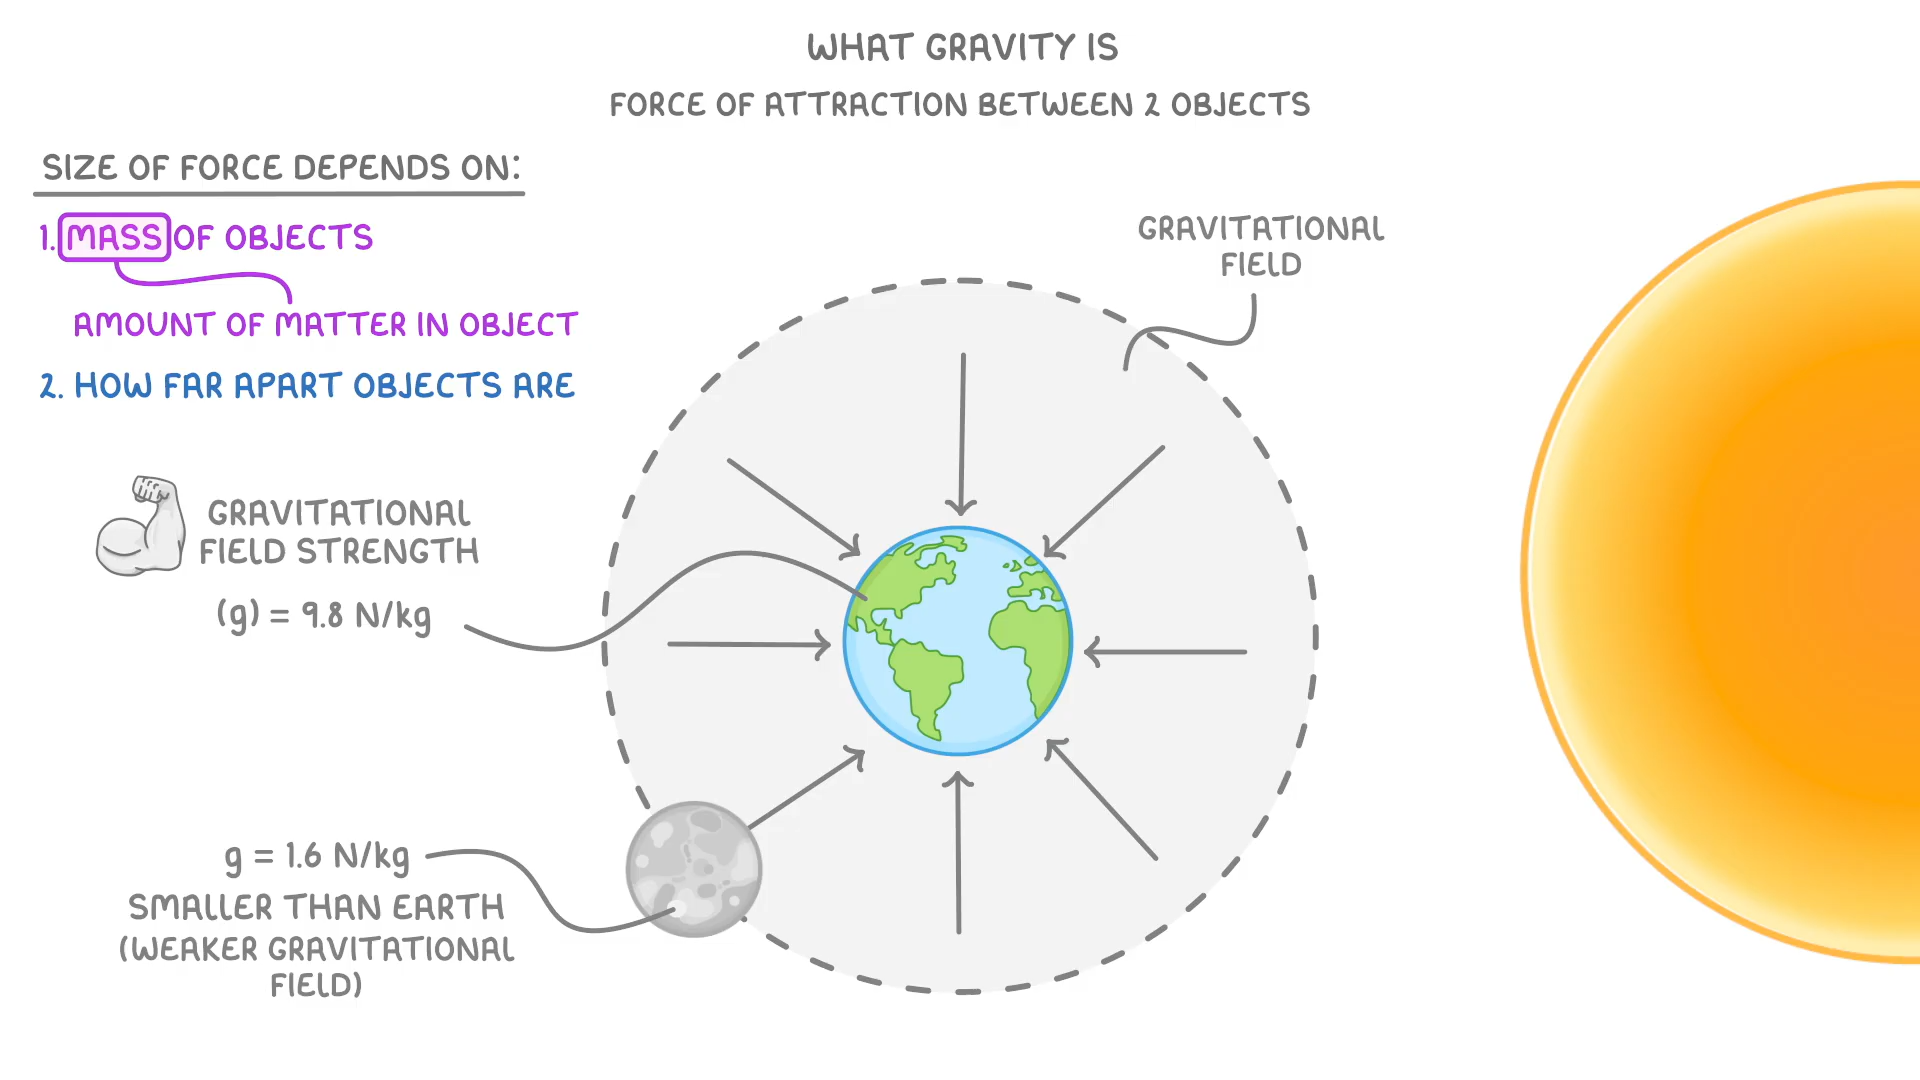 WHAT GRAVITY IS
FORCE OF ATTRACTION BETWEEN 2 OBJECTS
SIZE OF FORCE DEPENDS ON:
1. MASS OF OBJECTS
AMOUNT OF MATTER IN OBJECT
2. HOW FAR APART OBJECTS ARE
GRAVITATIONAL
FIELD
GRAVITATIONAL
FIELD STRENGTH
(g) = 9.8 N/kg
g = 1.6 N/kg
SMALLER THAN EARTH
(WEAKER GRAVITATIONAL
FIELD)